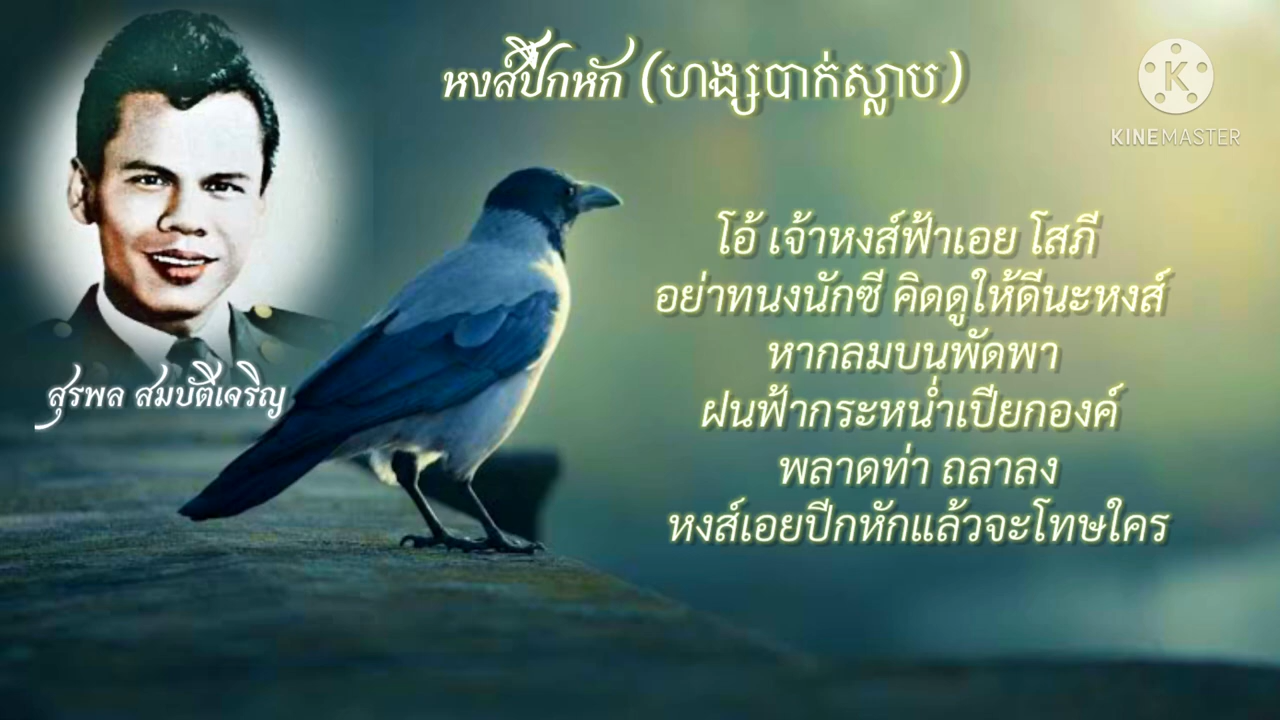 หงส์ปีกหัก (ហង្សបាក់ស្លាប)
KINEMASTER
โอ้ เจ้าหงส์ฟ้าเอย โสภี
อย่าทนงนักซี คิดดูให้ดีนะหงส์
หากลมบนพัดพา
ฝนฟ้ากระหน่ำเปียกองค์
พลาดท่า ถลาลง
หงส์เอยปีกหักแล้วจะโทษใคร
สุรพล สมบัติเจริญ